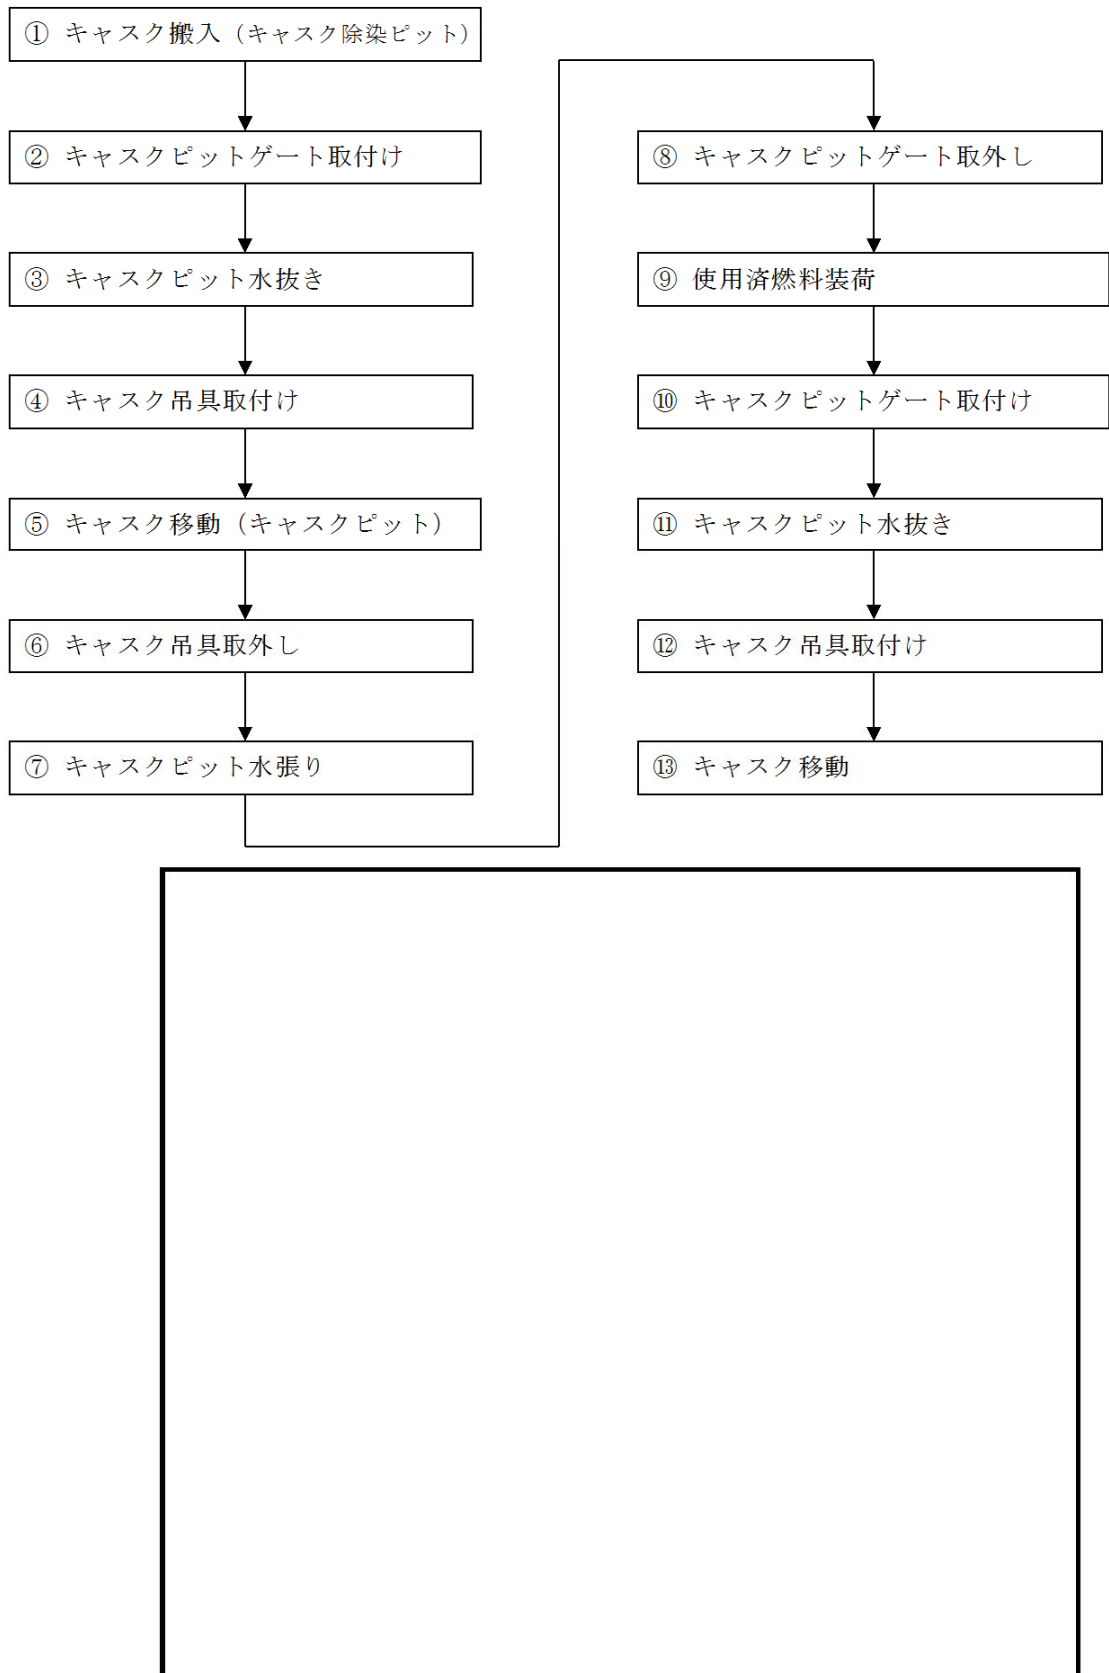 ① キャスク搬入（キャスク除染ピット）
② キャスクピットゲート取付け
③ キャスクピット水抜き
④ キャスク吊具取付け
⑤ キャスク移動（キャスクピット）
⑥ キャスク吊具取外し
⑦ キャスクピット水張り
⑧ キャスクピットゲート取外し
⑨ 使用済燃料装荷
⑩ キャスクピットゲート取付け
⑪ キャスクピット水抜き
⑫ キャスク吊具取付け
⑬ キャスク移動